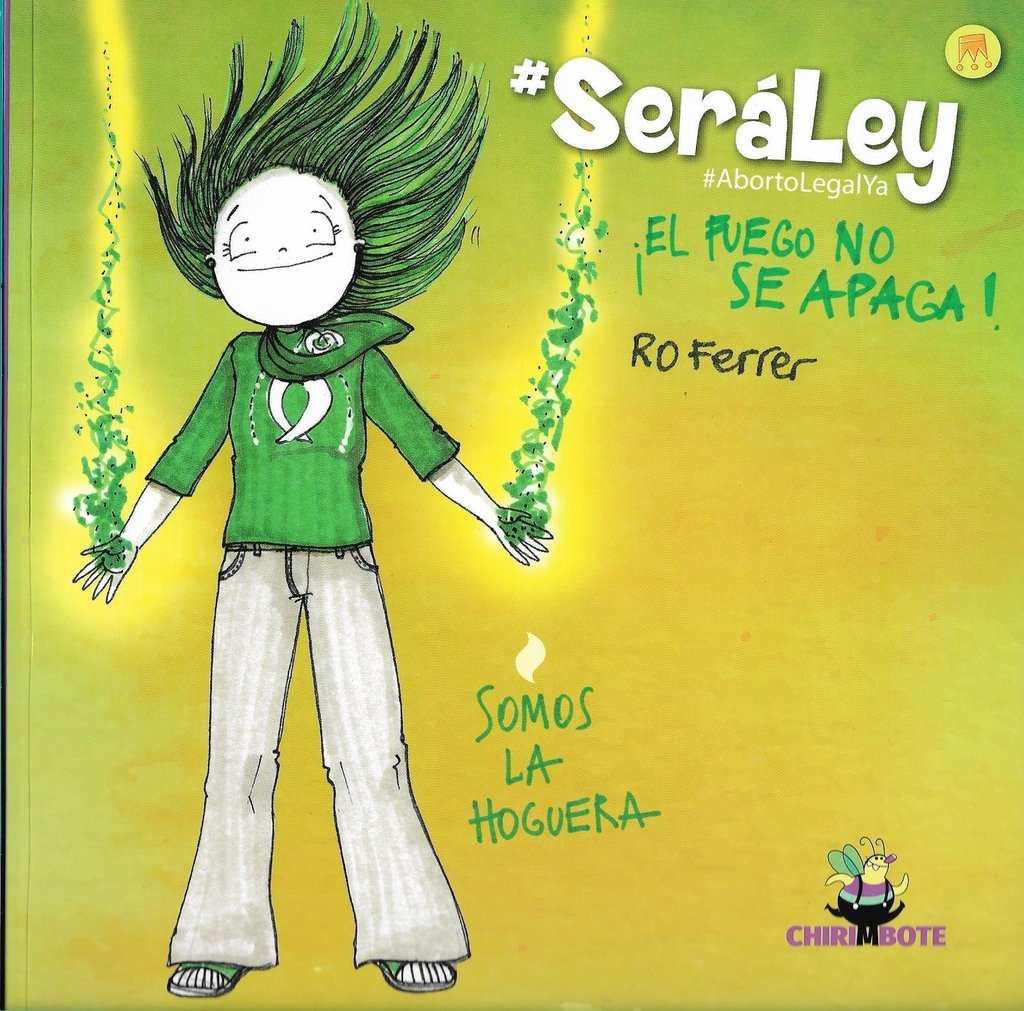 #SeráLey
#AbortoLegalYa
¡EL FUEGO NO
SE APAGA!
RO Ferrer
SOMOS
LA
HOGUERA
CHIRIMBOTE